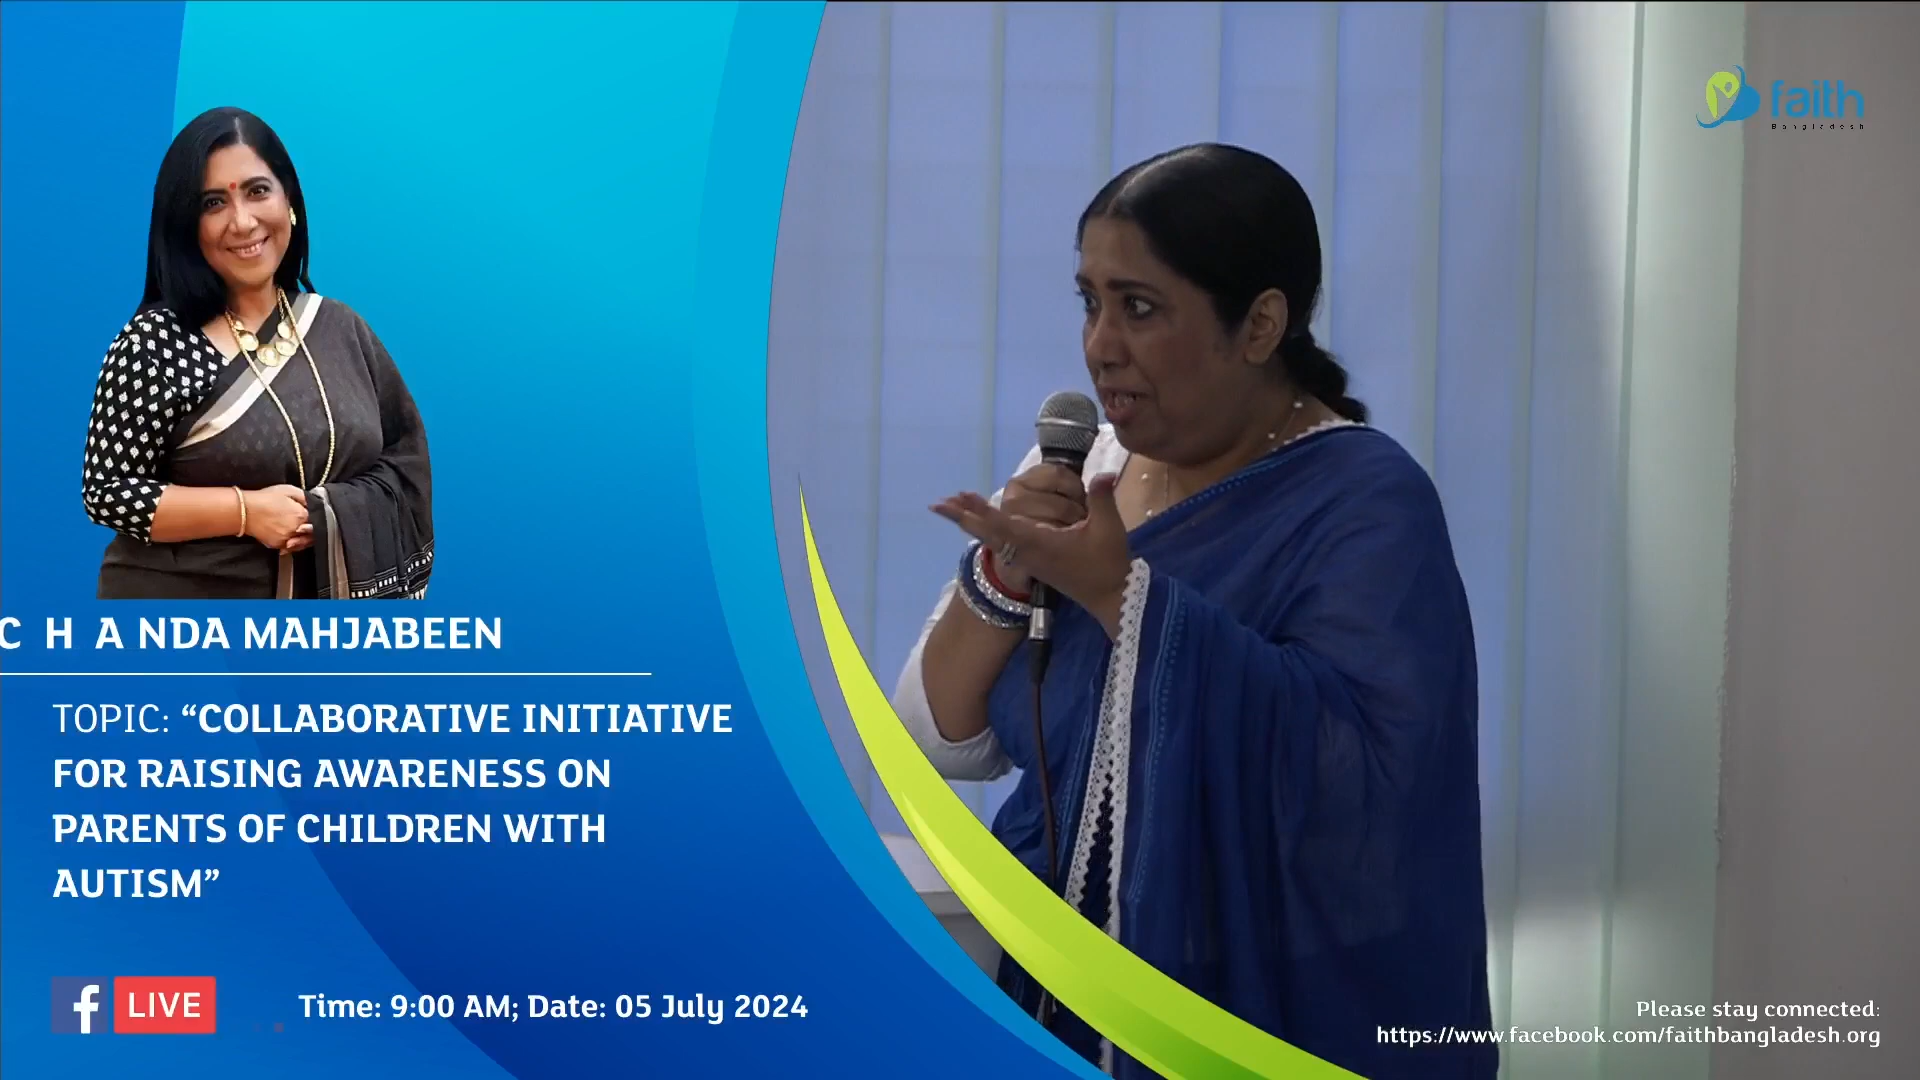 faith
Bangladesh
C H A NDA MAHJABEEN
TOPIC: “COLLABORATIVE INITIATIVE
FOR RAISING AWARENESS ON
PARENTS OF CHILDREN WITH
AUTISM”
f LIVE
Time: 9:00 AM; Date: 05 July 2024
Please stay connected:
https://www.facebook.com/faithbangladesh.org